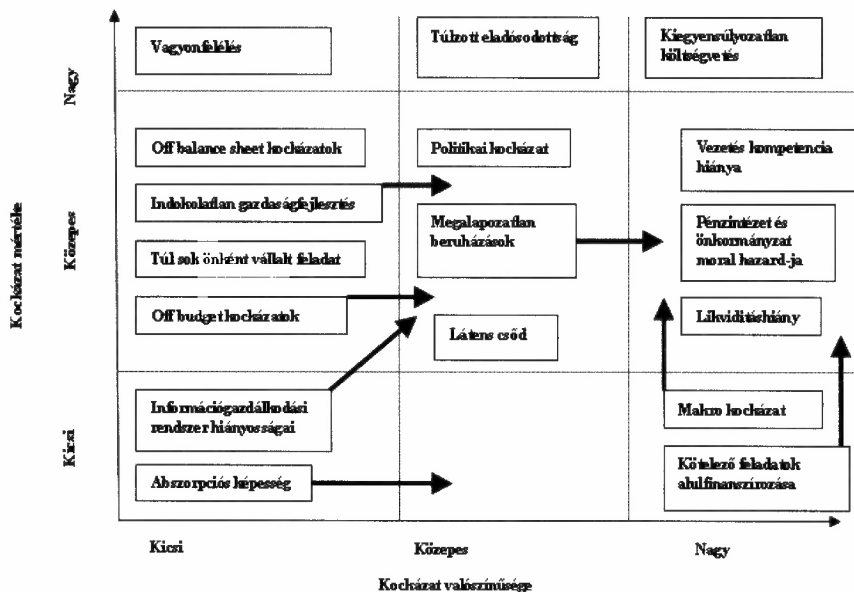 Vagyonfelélés
Túlzott eladósodottság
Kiegyensúlyozatlan
költségvetés
Nagy
Off balance sheet kockázatok
Politikai kockázat
Vezetés kompetencia
hiánya
Indokolatlan gazdaságfejlesztés
Megalapozatlan
beruházások
Pénzintézet és
önkormányzat
moral hazard-ja
Túl sok önként vállalt feladat
Off budget kockázatok
Látens csőd
Likviditáshiány
Közepes
Kockázat mértéke
Információgazdálkodási
rendszer hiányosságai
Makro kockázat
Abszorpciós képesség
Kötelező feladatok
alulfinanszírozása
Kicsi
Kicsi
Közepes
Nagy
Kockázat valószínűsége